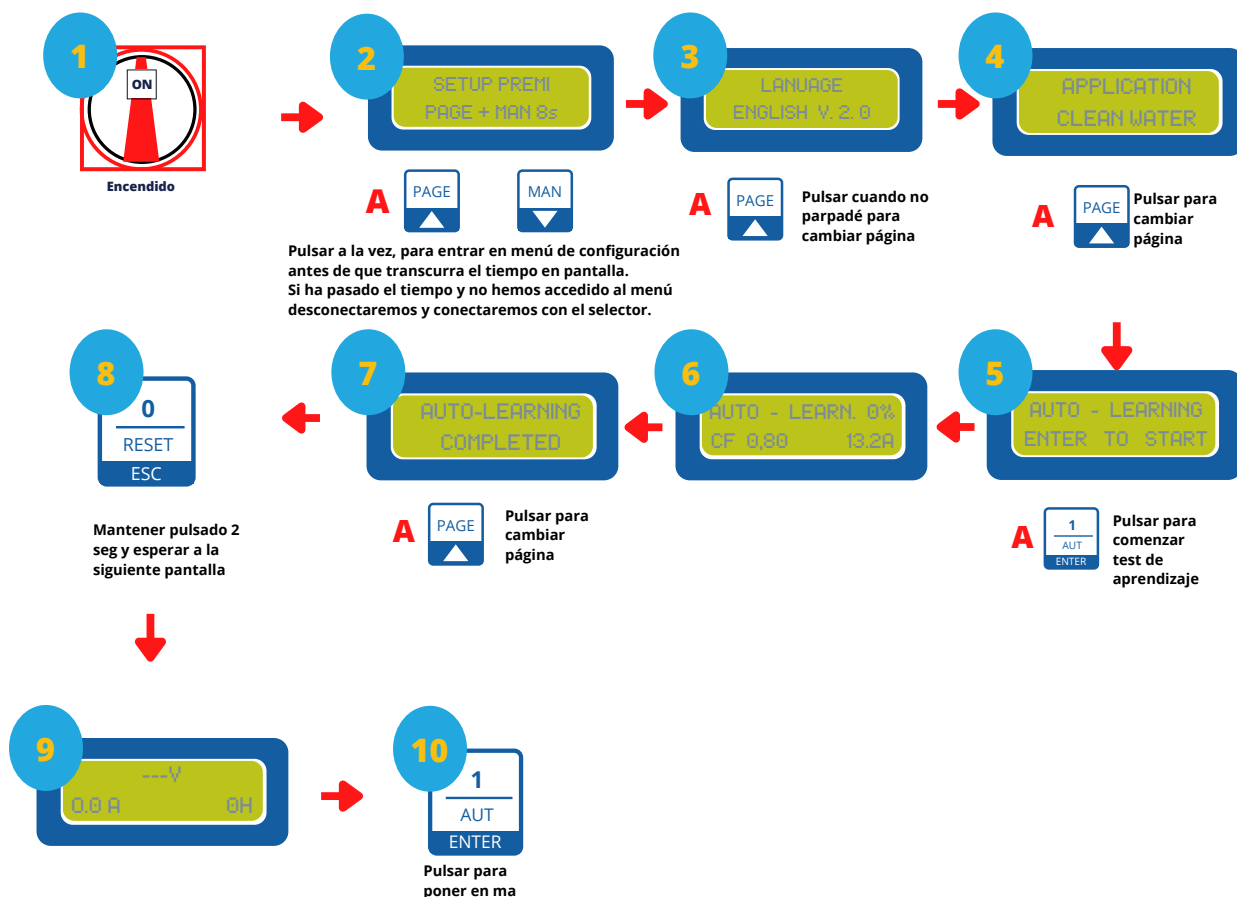 1
ON
Encendido
2
SETUP PREMI
PAGE + MAN 8s
A
PAGE
MAN
Pulsar a la vez, para entrar en menú de configuración
antes de que transcurra el tiempo en pantalla.
Si ha pasado el tiempo y no hemos accedido al menú
desconectaremos y conectaremos con el selector.
3
LANUAGE
ENGLISH V. 2. 0
A
PAGE
Pulsar cuando no
parpadé para
cambiar página
4
APPLICATION
CLEAN WATER
A
PAGE
Pulsar para
cambiar
página
5
AUTO - LEARNING
ENTER TO START
A
1
AUT
ENTER
Pulsar para
comenzar
test de
aprendizaje
6
AUTO - LEARN. 0%
CF 0,80 13.2A
7
AUTO-LEARNING
COMPLETED
A
PAGE
Pulsar para
cambiar
página
8
0
RESET
ESC
Mantener pulsado 2
seg y esperar a la
siguiente pantalla
9
---V
0.0 A 0H
10
1
AUT
ENTER
Pulsar para
poner en ma